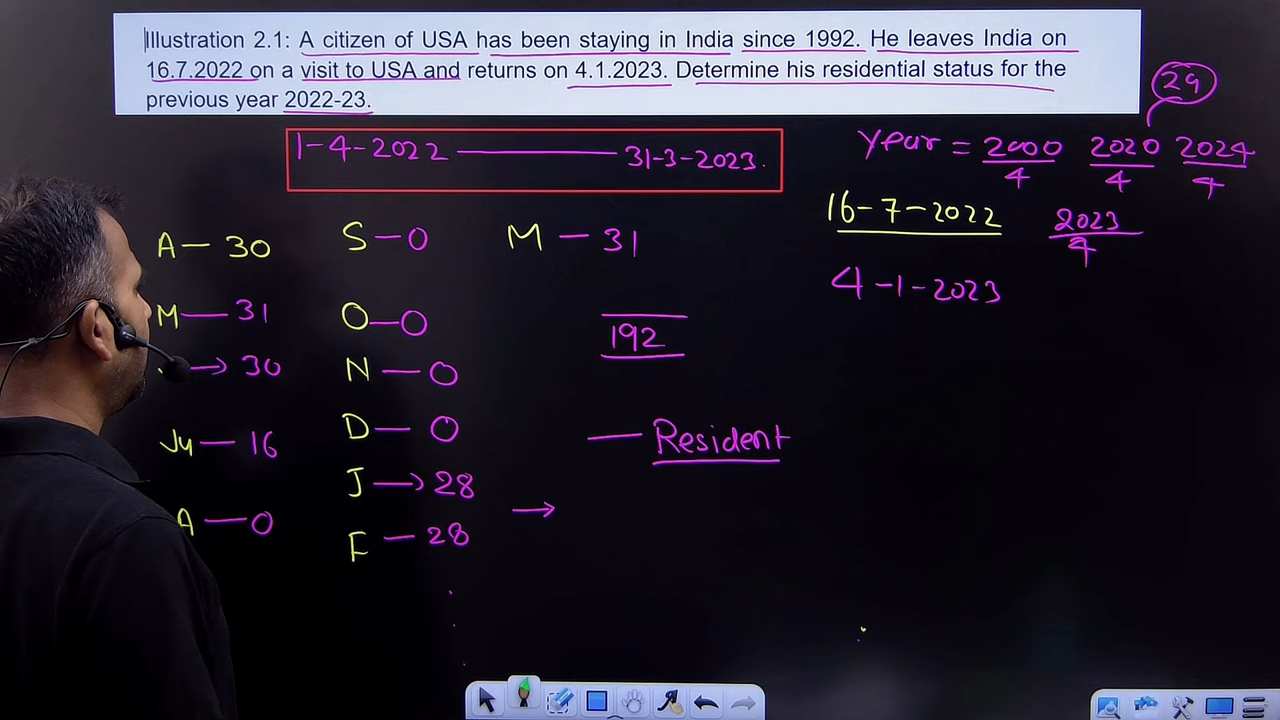 Illustration 2.1: A citizen of USA has been staying in India since 1992. He leaves India on
16.7.2022 on a visit to USA and returns on 4.1.2023. Determine his residential status for the
previous year 2022-23.
29
1-4-2022 — 31-3-2023.
year = 2000/4 2020/4 2024/4
16-7-2022 2023/4
4-1-2023
A — 30
M — 31
→ 30
Jy — 16
A — 0
S — 0
O — 0
N — 0
D — 0
J → 28
F — 28
M — 31
192
— Resident
→